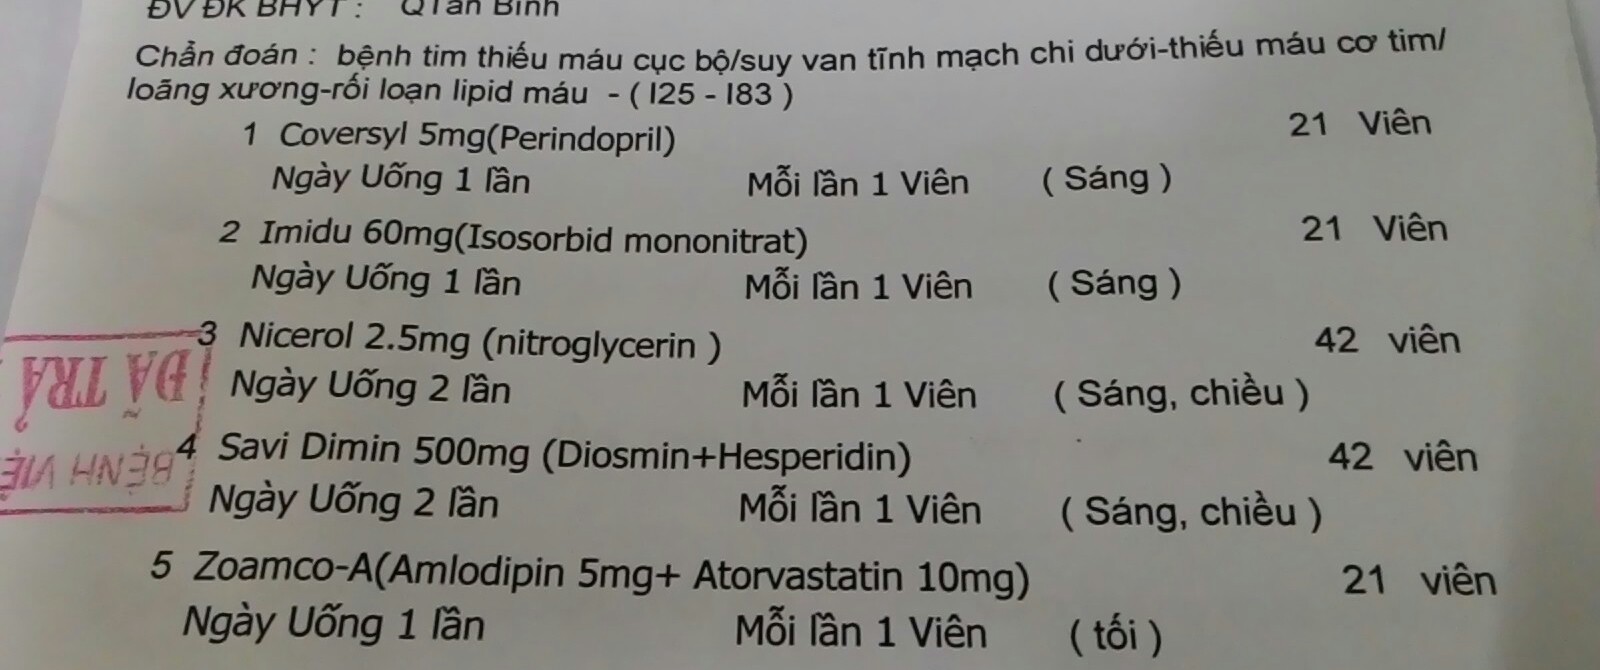 ĐV ĐK BHYT : QTân Bình
Chẩn đoán : bệnh tim thiếu máu cục bộ/suy van tĩnh mạch chi dưới-thiếu máu cơ tim/
loãng xương-rối loạn lipid máu - ( I25 - I83 )
1 Coversyl 5mg(Perindopril) 21 Viên
Ngày Uống 1 lần Mỗi lần 1 Viên ( Sáng )
2 Imidu 60mg(Isosorbid mononitrat) 21 Viên
Ngày Uống 1 lần Mỗi lần 1 Viên ( Sáng )
3 Nicerol 2.5mg (nitroglycerin ) 42 viên
Ngày Uống 2 lần Mỗi lần 1 Viên ( Sáng, chiều )
4 Savi Dimin 500mg (Diosmin+Hesperidin) 42 viên
Ngày Uống 2 lần Mỗi lần 1 Viên ( Sáng, chiều )
5 Zoamco-A(Amlodipin 5mg+ Atorvastatin 10mg) 21 viên
Ngày Uống 1 lần Mỗi lần 1 Viên ( tối )
BỆNH VIỆ
ĐÃ TRẢ